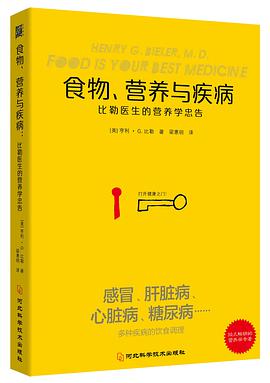 HENRY G. BIELER, M.D.
FOOD IS YOUR BEST MEDICINE
食物、营养与疾病
比勒医生的营养学忠告
[美]亨利·G.比勒 著 梁惠明 译
打开健康之门!
感冒、肝脏病、
心脏病、糖尿病……
多种疾病的饮食调理
河北科学技术出版社
食物、营养与疾病:比勒医生的营养学忠告
河北科学技术出版社